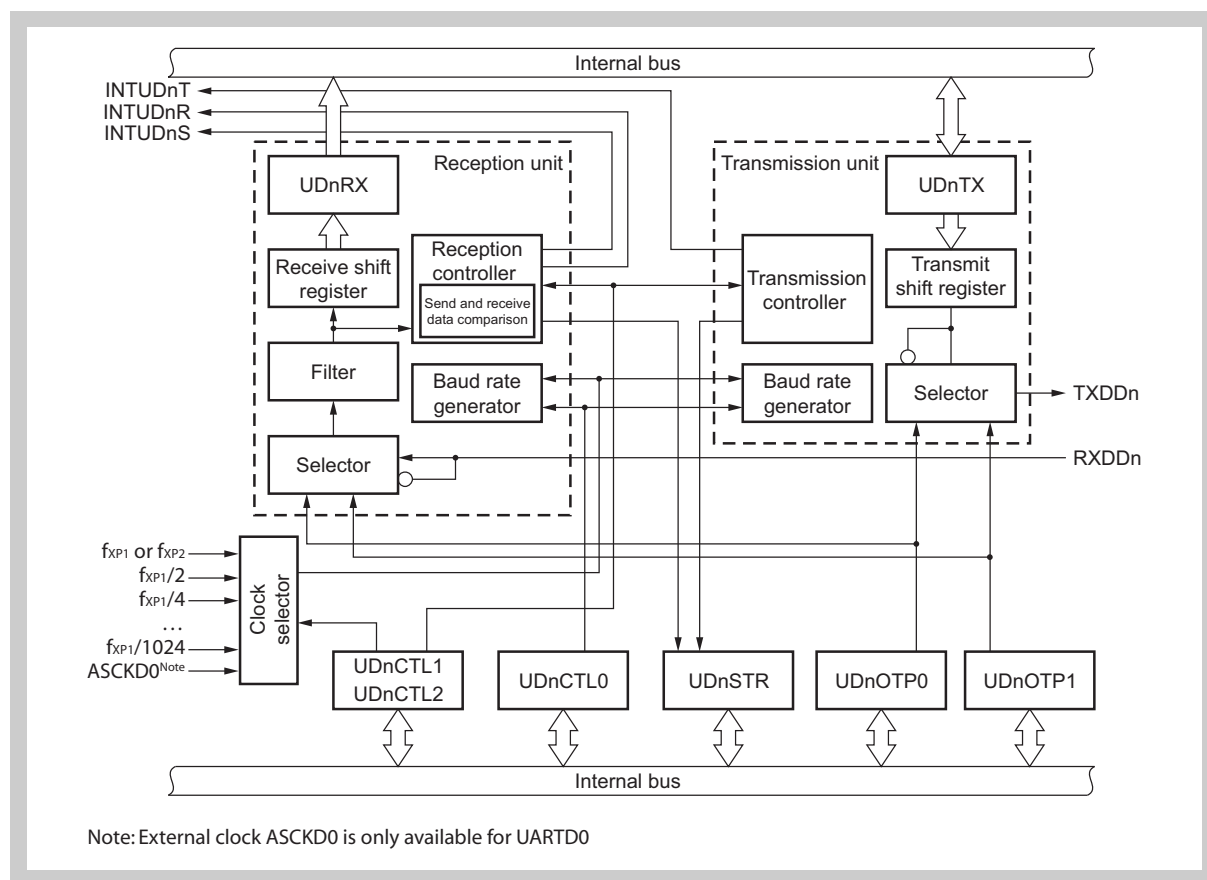 Internal bus
INTUDnT
INTUDnR
INTUDnS
Reception unit
Transmission unit
UDnRX
UDnTX
Receive shift
register
Reception
controller
Send and receive
data comparison
Transmission
controller
Transmit
shift register
Filter
Baud rate
generator
Baud rate
generator
Selector
TXDDn
Selector
RXDDn
fXP1 or fXP2
fXP1/2
fXP1/4
...
fXP1/1024
ASCKD0Note
Clock
selector
UDnCTL1
UDnCTL2
UDnCTL0
UDnSTR
UDnOTP0
UDnOTP1
Internal bus
Note: External clock ASCKD0 is only available for UARTD0